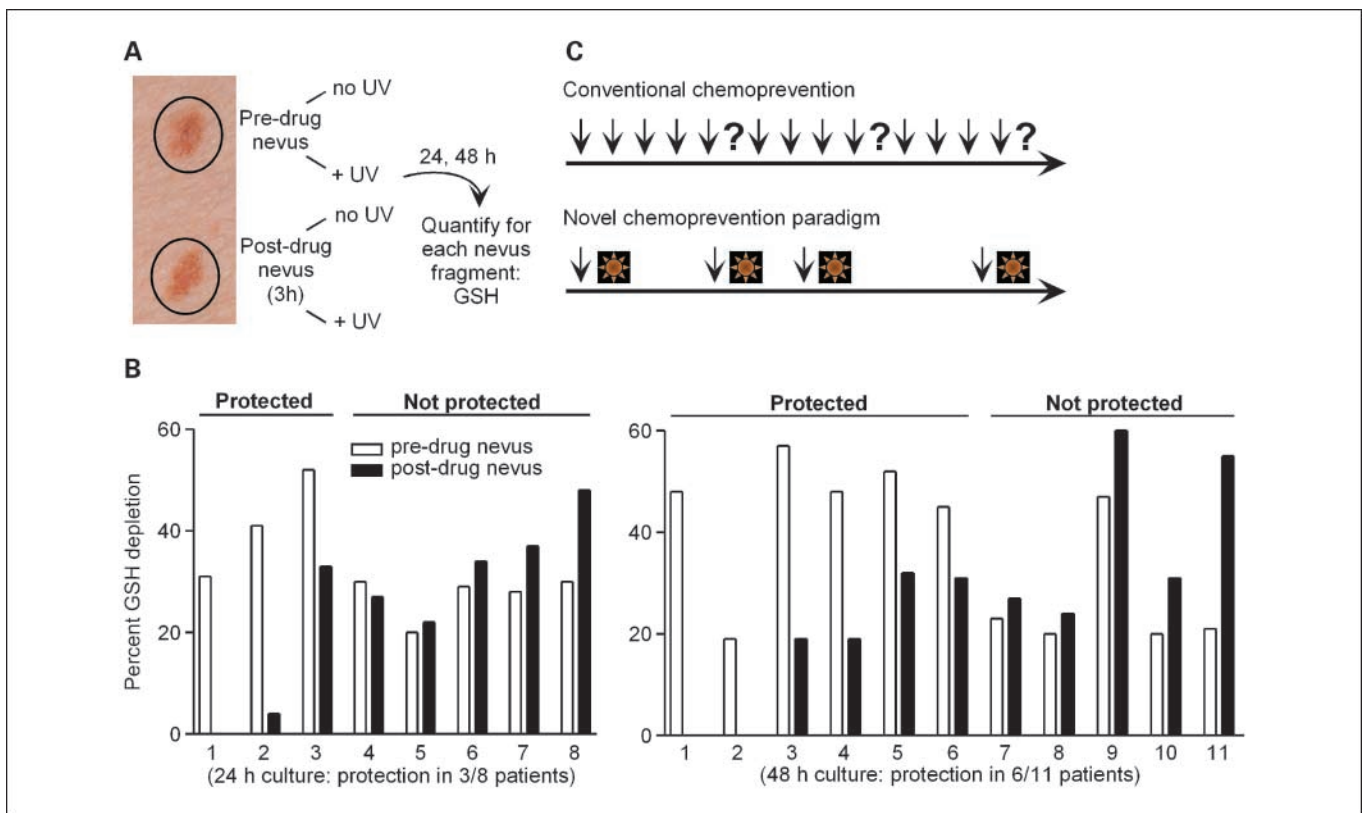 A
Pre-drug
nevus
no UV
+ UV
Post-drug
nevus
(3h)
no UV
+ UV
24, 48 h
Quantify for
each nevus
fragment:
GSH
C
Conventional chemoprevention
? ? ?
Novel chemoprevention paradigm
B
Percent GSH depletion
Protected Not protected
pre-drug nevus
post-drug nevus
60
40
20
0
1 2 3 4 5 6 7 8
(24 h culture: protection in 3/8 patients)
Protected Not protected
60
40
20
0
1 2 3 4 5 6 7 8 9 10 11
(48 h culture: protection in 6/11 patients)